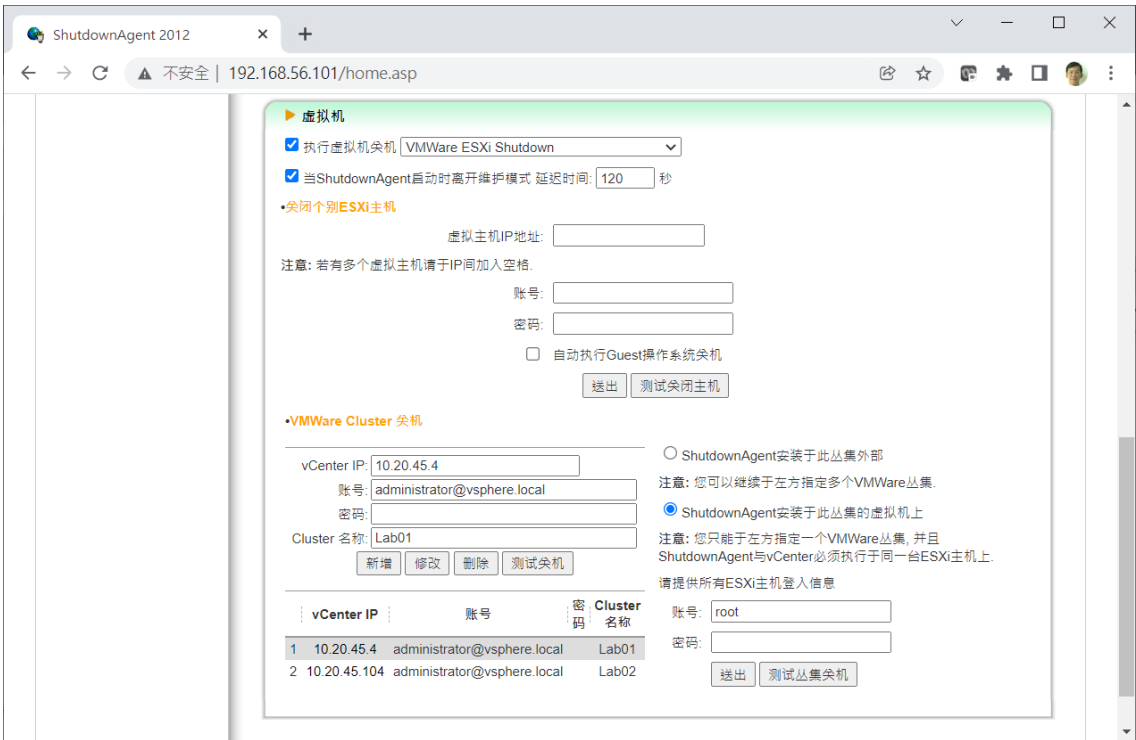 ShutdownAgent 2012
不安全 | 192.168.56.101/home.asp
虚拟机
执行虚拟机关机 VMWare ESXi Shutdown
当ShutdownAgent启动时离开维护模式 延迟时间: 120 秒
•关闭个别ESXi主机
虚拟主机IP地址:
注意: 若有多个虚拟主机请于IP间加入空格.
账号:
密码:
自动执行Guest操作系统关机
送出 测试关闭主机
•VMWare Cluster 关机
vCenter IP: 10.20.45.4
账号: administrator@vsphere.local
密码:
Cluster 名称: Lab01
新增 修改 删除 测试关机
vCenter IP 账号 密码 Cluster 名称
1 10.20.45.4 administrator@vsphere.local Lab01
2 10.20.45.104 administrator@vsphere.local Lab02
ShutdownAgent安装于此丛集外部
注意: 您可以继续于左方指定多个VMWare丛集.
ShutdownAgent安装于此丛集的虚拟机上
注意: 您只能于左方指定一个VMWare丛集, 并且
ShutdownAgent与vCenter必须执行于同一台ESXi主机上.
请提供所有ESXi主机登入信息
账号: root
密码:
送出 测试丛集关机